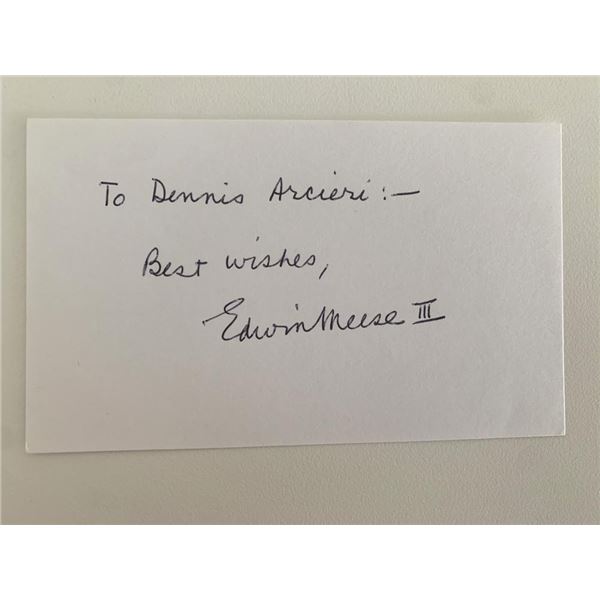 To Dennis Arcieri:—
Best wishes,
Edwin Meese III